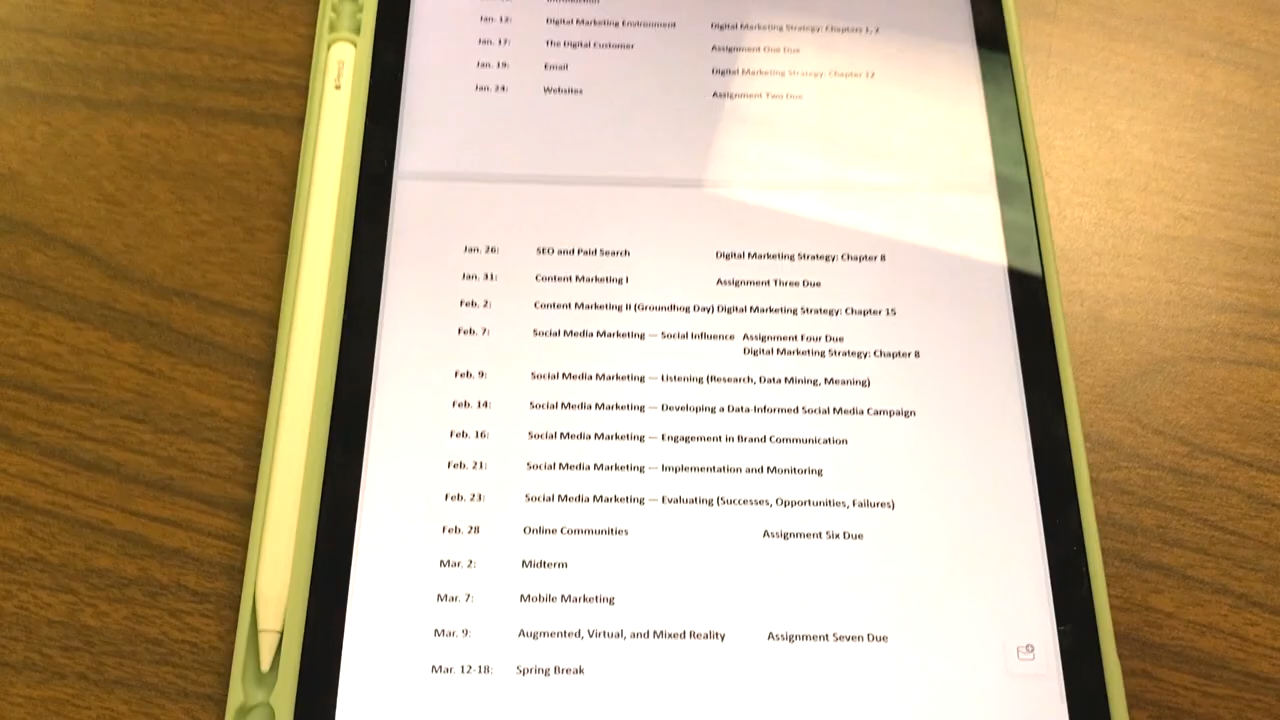 Introduction
Jan. 12: Digital Marketing Environment Digital Marketing Strategy: Chapters 1, 2
Jan. 17: The Digital Customer Assignment One Due
Jan. 19: Email Digital Marketing Strategy: Chapter 12
Jan. 24: Websites Assignment Two Due
Jan. 26: SEO and Paid Search Digital Marketing Strategy: Chapter 8
Jan. 31: Content Marketing I Assignment Three Due
Feb. 2: Content Marketing II (Groundhog Day) Digital Marketing Strategy: Chapter 15
Feb. 7: Social Media Marketing — Social Influence Assignment Four Due
Digital Marketing Strategy: Chapter 8
Feb. 9: Social Media Marketing — Listening (Research, Data Mining, Meaning)
Feb. 14: Social Media Marketing — Developing a Data-Informed Social Media Campaign
Feb. 16: Social Media Marketing — Engagement in Brand Communication
Feb. 21: Social Media Marketing — Implementation and Monitoring
Feb. 23: Social Media Marketing — Evaluating (Successes, Opportunities, Failures)
Feb. 28 Online Communities Assignment Six Due
Mar. 2: Midterm
Mar. 7: Mobile Marketing
Mar. 9: Augmented, Virtual, and Mixed Reality Assignment Seven Due
Mar. 12-18: Spring Break
Pencil